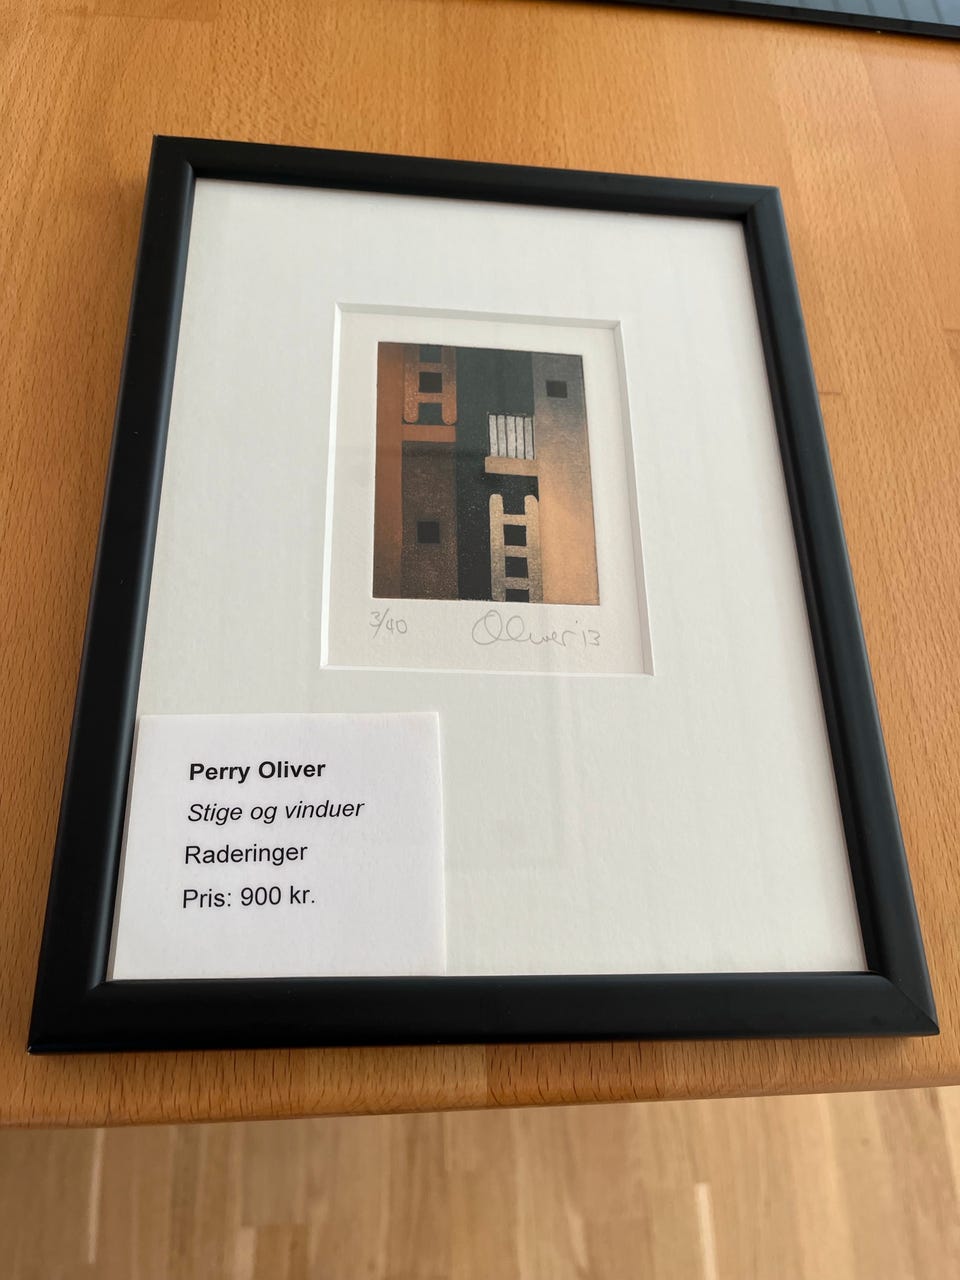 3/40 Oliver '13
Perry Oliver
Stige og vinduer
Raderinger
Pris: 900 kr.